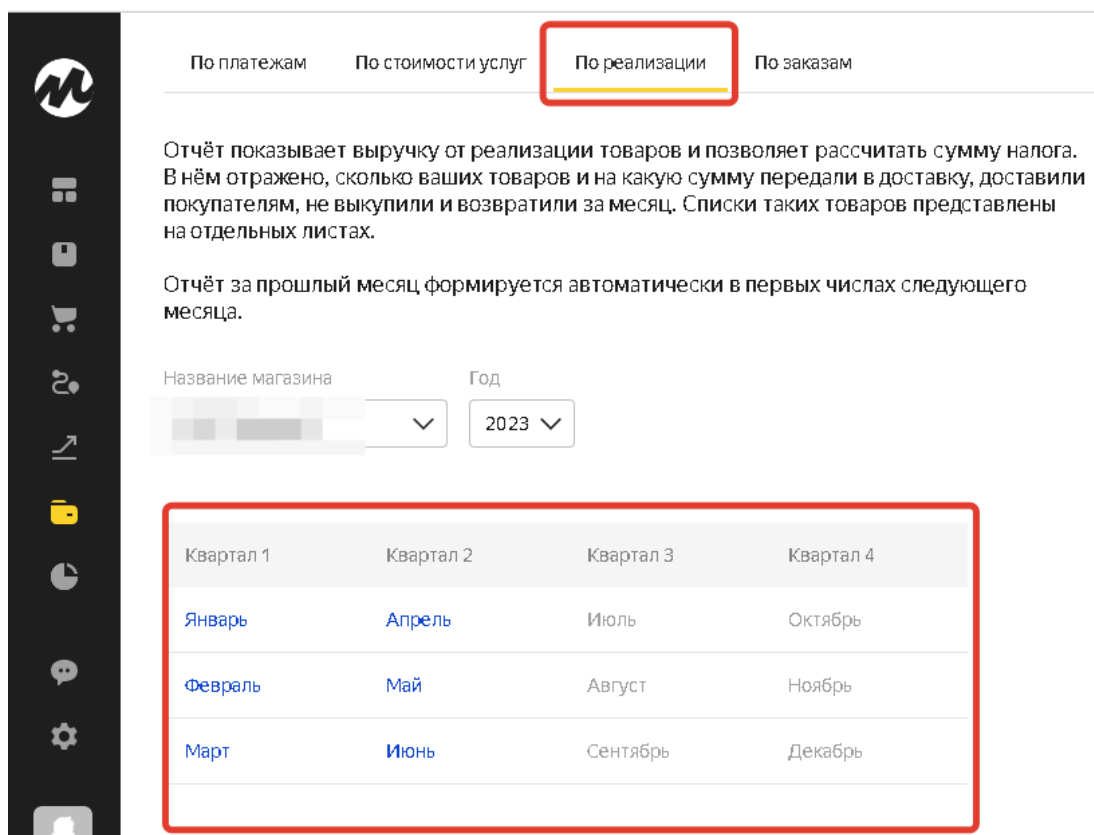 По платежам По стоимости услуг По реализации По заказам
Отчёт показывает выручку от реализации товаров и позволяет рассчитать сумму налога.
В нём отражено, сколько ваших товаров и на какую сумму передали в доставку, доставили
покупателям, не выкупили и возвратили за месяц. Списки таких товаров представлены
на отдельных листах.
Отчёт за прошлый месяц формируется автоматически в первых числах следующего
месяца.
Название магазина Год
2023
Квартал 1 Квартал 2 Квартал 3 Квартал 4
Январь Апрель Июль Октябрь
Февраль Май Август Ноябрь
Март Июнь Сентябрь Декабрь